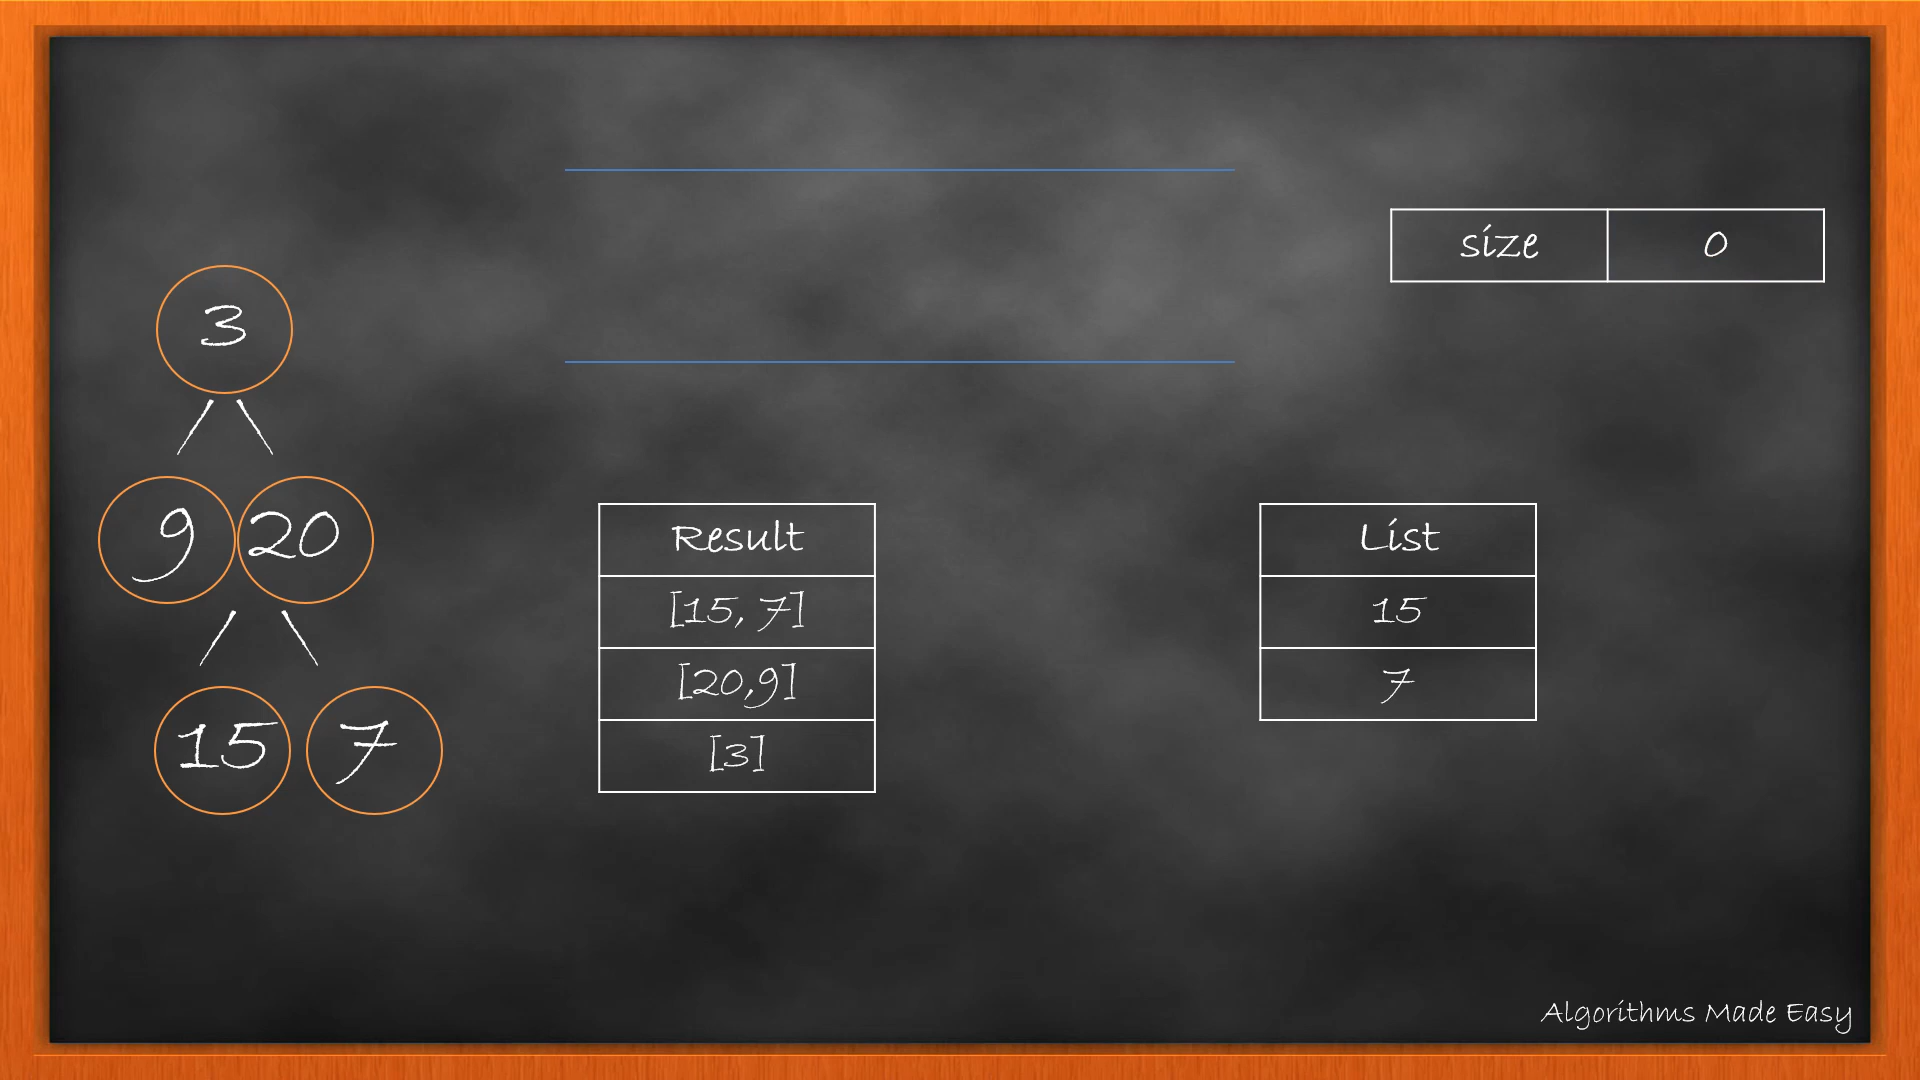 size 0
3
9 20
15 7
Result
[15, 7]
[20,9]
[3]
List
15
7
Algorithms Made Easy